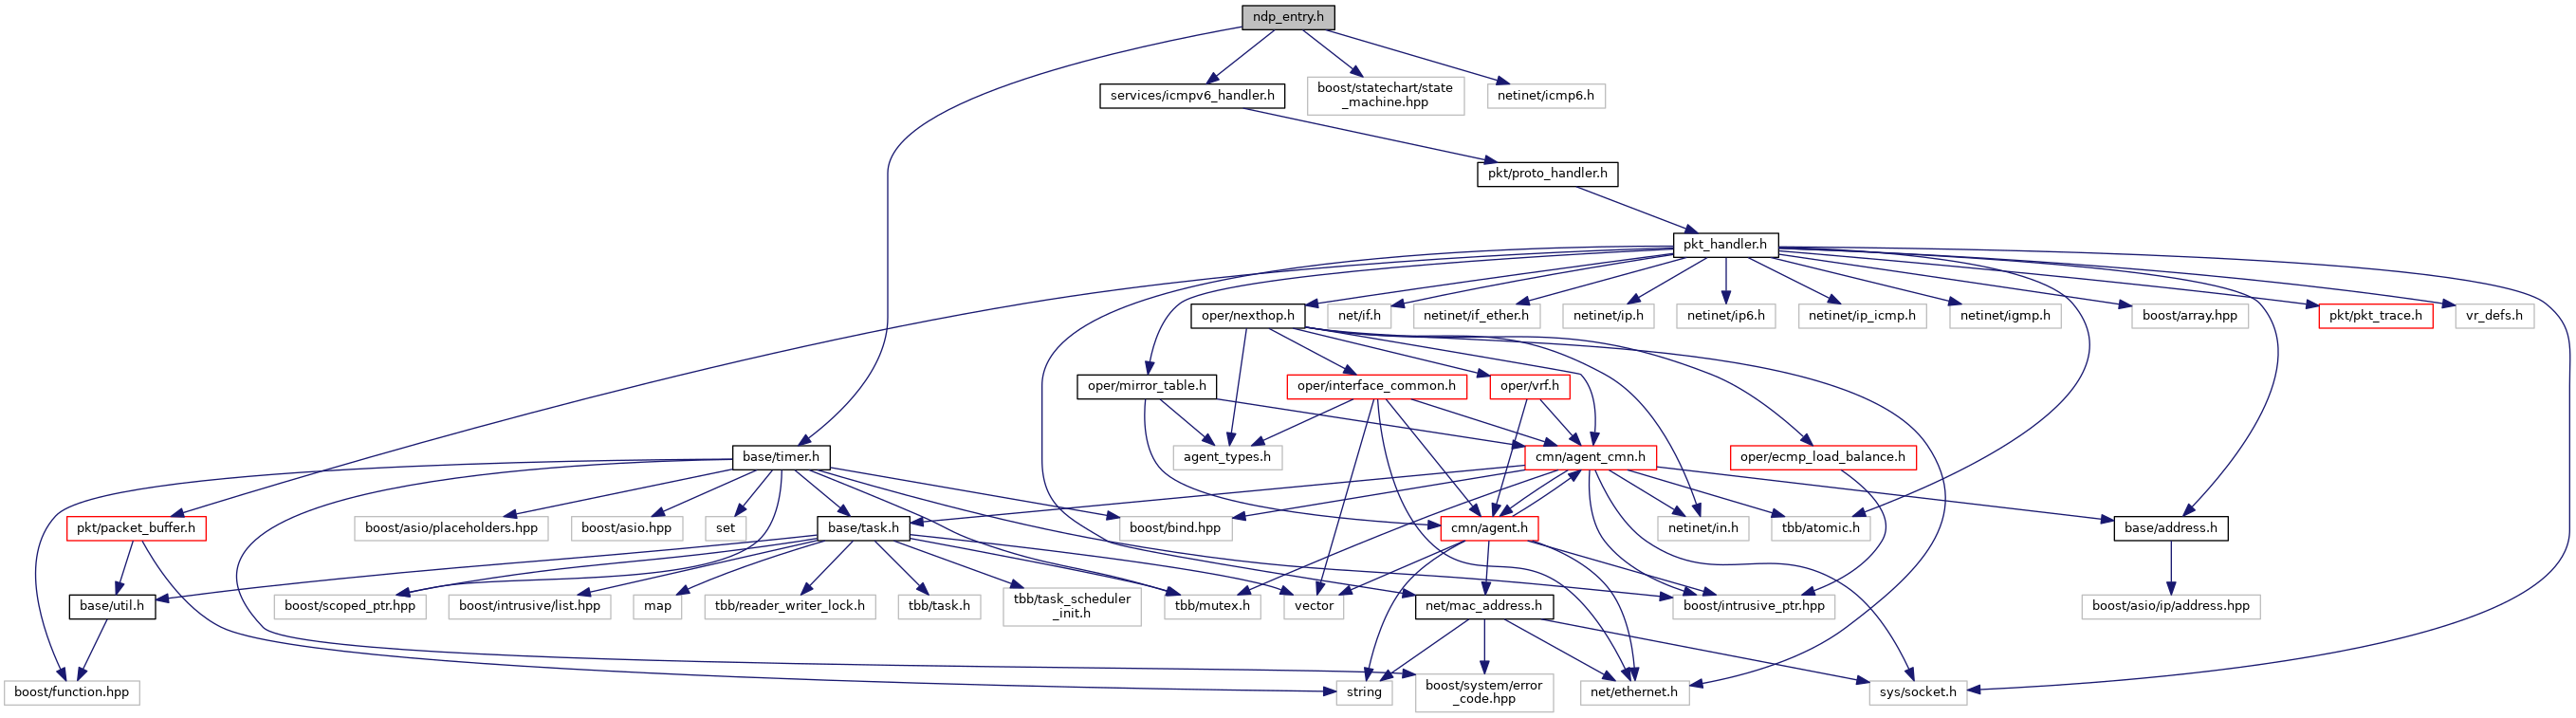 ndp_entry.h
services/icmpv6_handler.h
boost/statechart/state
_machine.hpp
netinet/icmp6.h
pkt/proto_handler.h
pkt_handler.h
oper/nexthop.h
net/if.h
netinet/if_ether.h
netinet/ip.h
netinet/ip6.h
netinet/ip_icmp.h
netinet/igmp.h
boost/array.hpp
pkt/pkt_trace.h
vr_defs.h
oper/mirror_table.h
oper/interface_common.h
oper/vrf.h
base/timer.h
agent_types.h
cmn/agent_cmn.h
oper/ecmp_load_balance.h
pkt/packet_buffer.h
boost/asio/placeholders.hpp
boost/asio.hpp
set
base/task.h
boost/bind.hpp
cmn/agent.h
netinet/in.h
tbb/atomic.h
base/address.h
base/util.h
boost/scoped_ptr.hpp
boost/intrusive/list.hpp
map
tbb/reader_writer_lock.h
tbb/task.h
tbb/task_scheduler
_init.h
tbb/mutex.h
vector
net/mac_address.h
boost/intrusive_ptr.hpp
boost/asio/ip/address.hpp
boost/function.hpp
string
boost/system/error
_code.hpp
net/ethernet.h
sys/socket.h